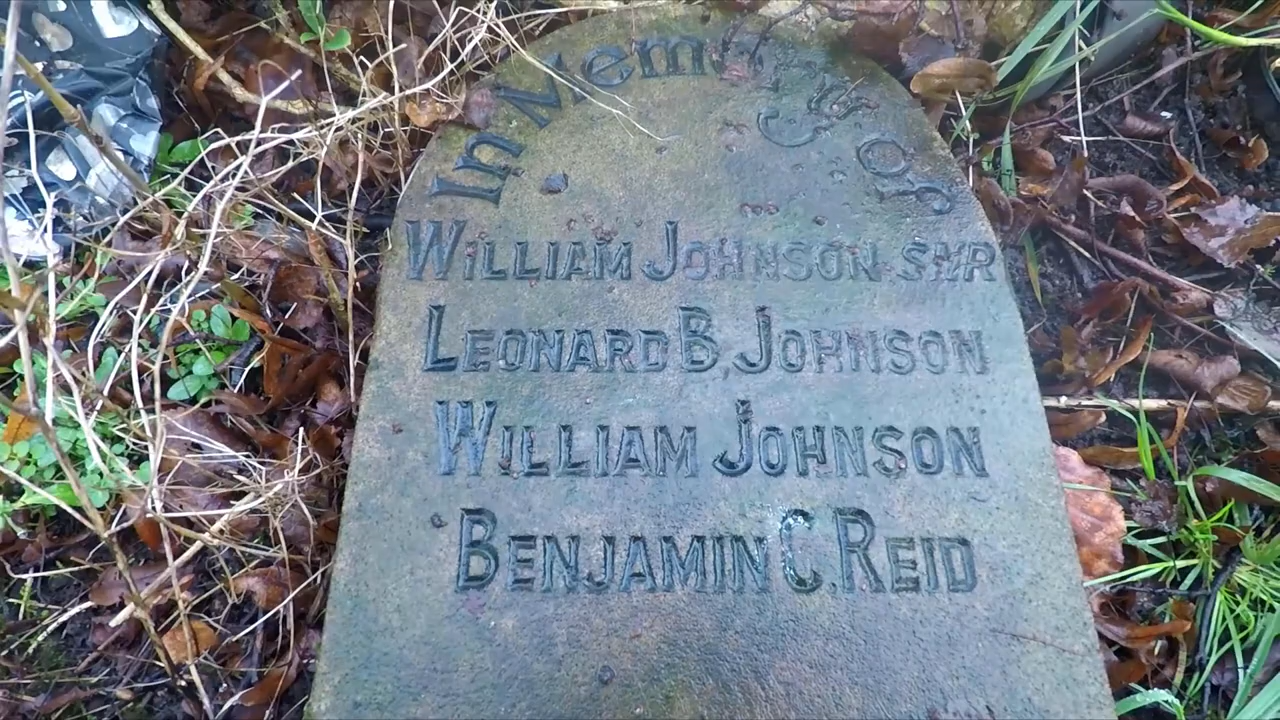 In Memory of
William Johnson snr
Leonard B. Johnson
William Johnson
Benjamin C. Reid